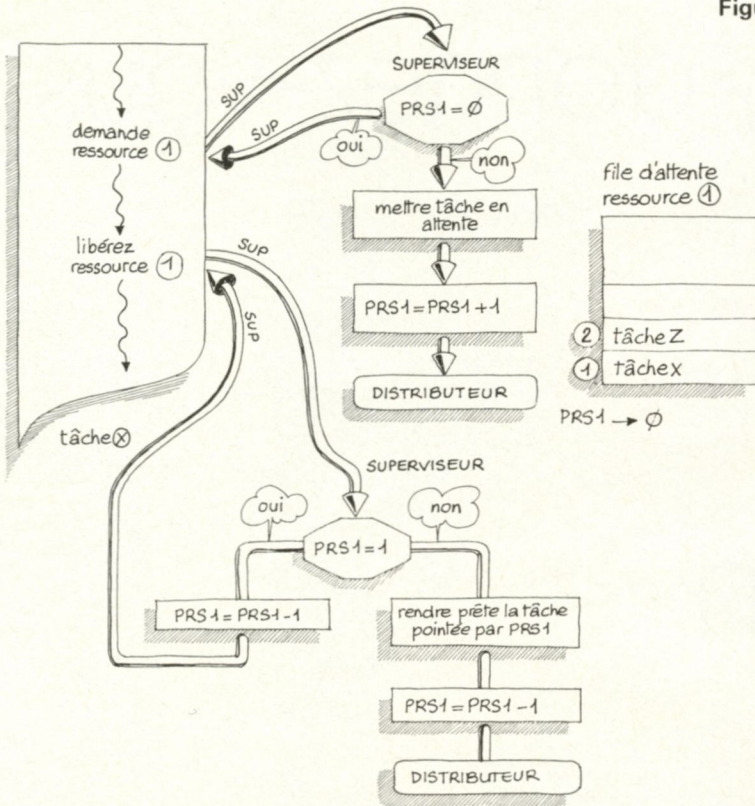 Figu
SUP
SUPERVISEUR
PRS1=Ø
SUP
oui
non
demande
ressource ①
mettre tâche en
attente
file d'attente
ressource ①
libérez
ressource ①
SUP
SUP
PRS1=PRS1+1
② tâche Z
① tâche X
DISTRIBUTEUR
PRS1 → Ø
tâche Ⓧ
SUPERVISEUR
oui
non
PRS1=1
PRS1=PRS1-1
rendre prête la tâche
pointée par PRS1
PRS1=PRS1-1
DISTRIBUTEUR